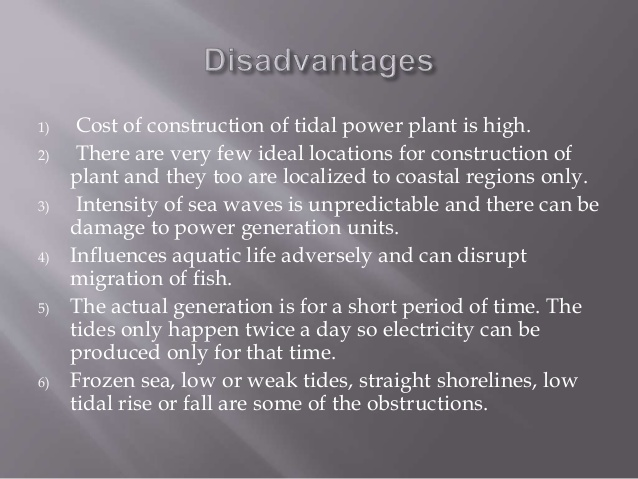 Disadvantages
1) Cost of construction of tidal power plant is high.
2) There are very few ideal locations for construction of
plant and they too are localized to coastal regions only.
3) Intensity of sea waves is unpredictable and there can be
damage to power generation units.
4) Influences aquatic life adversely and can disrupt
migration of fish.
5) The actual generation is for a short period of time. The
tides only happen twice a day so electricity can be
produced only for that time.
6) Frozen sea, low or weak tides, straight shorelines, low
tidal rise or fall are some of the obstructions.